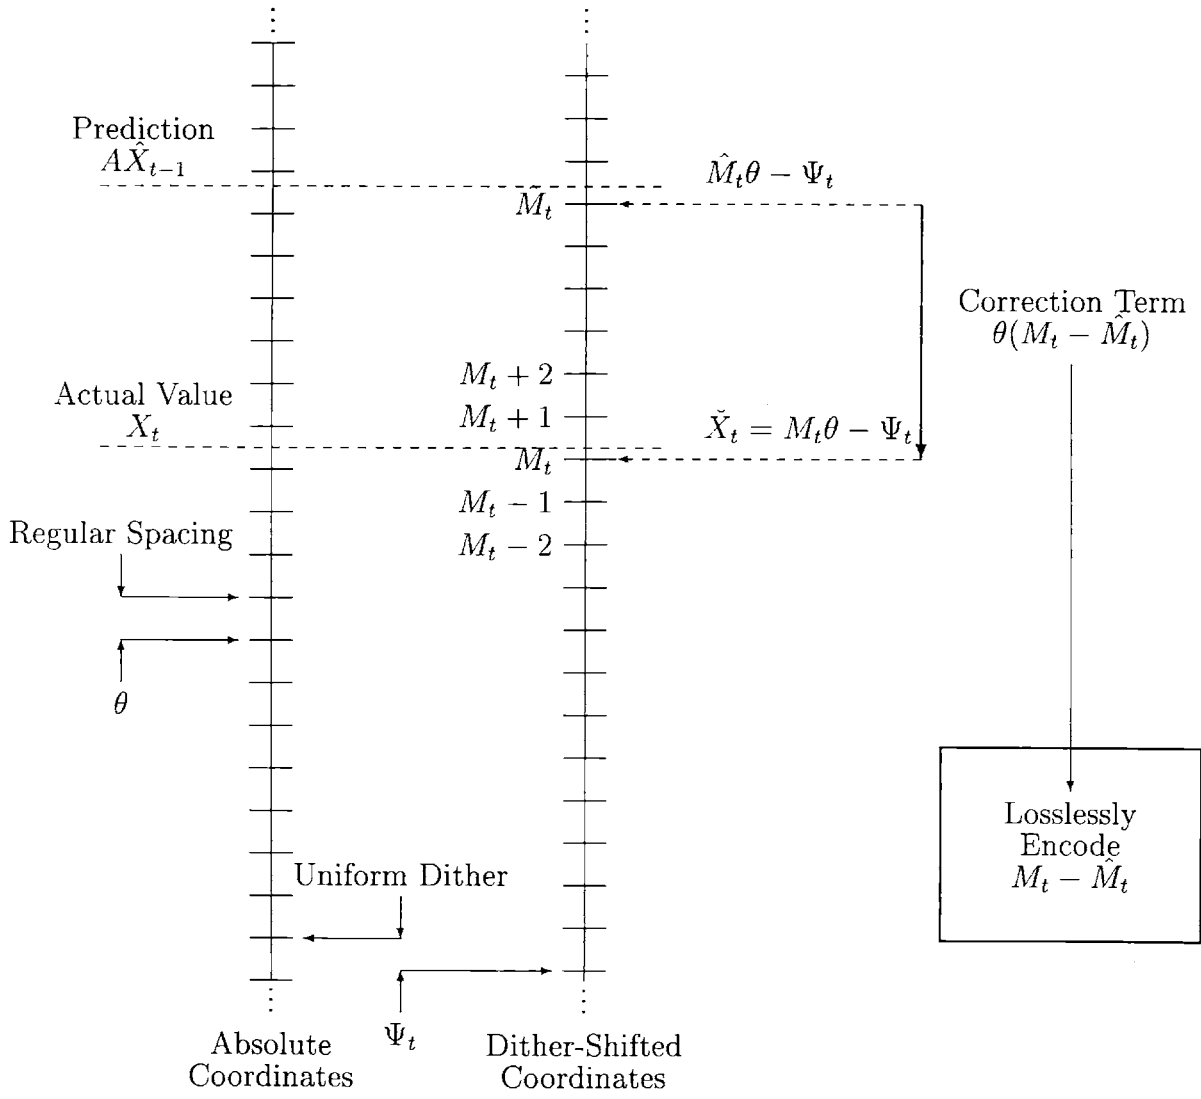 Prediction
AX̂ₜ₋₁
M̂ₜθ − Ψₜ
M̂ₜ
Correction Term
θ(Mₜ − M̂ₜ)
Mₜ + 2
Actual Value
Xₜ
Mₜ + 1
X̌ₜ = Mₜθ − Ψₜ
Mₜ
Mₜ − 1
Regular Spacing
Mₜ − 2
θ
Losslessly
Encode
Mₜ − M̂ₜ
Uniform Dither
Ψₜ
Absolute
Coordinates
Dither-Shifted
Coordinates